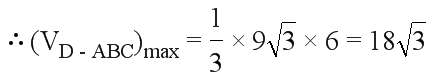 ∴ (V_{D - ABC})_{max} = \frac{1}{3} × 9\sqrt{3} × 6 = 18\sqrt{3}